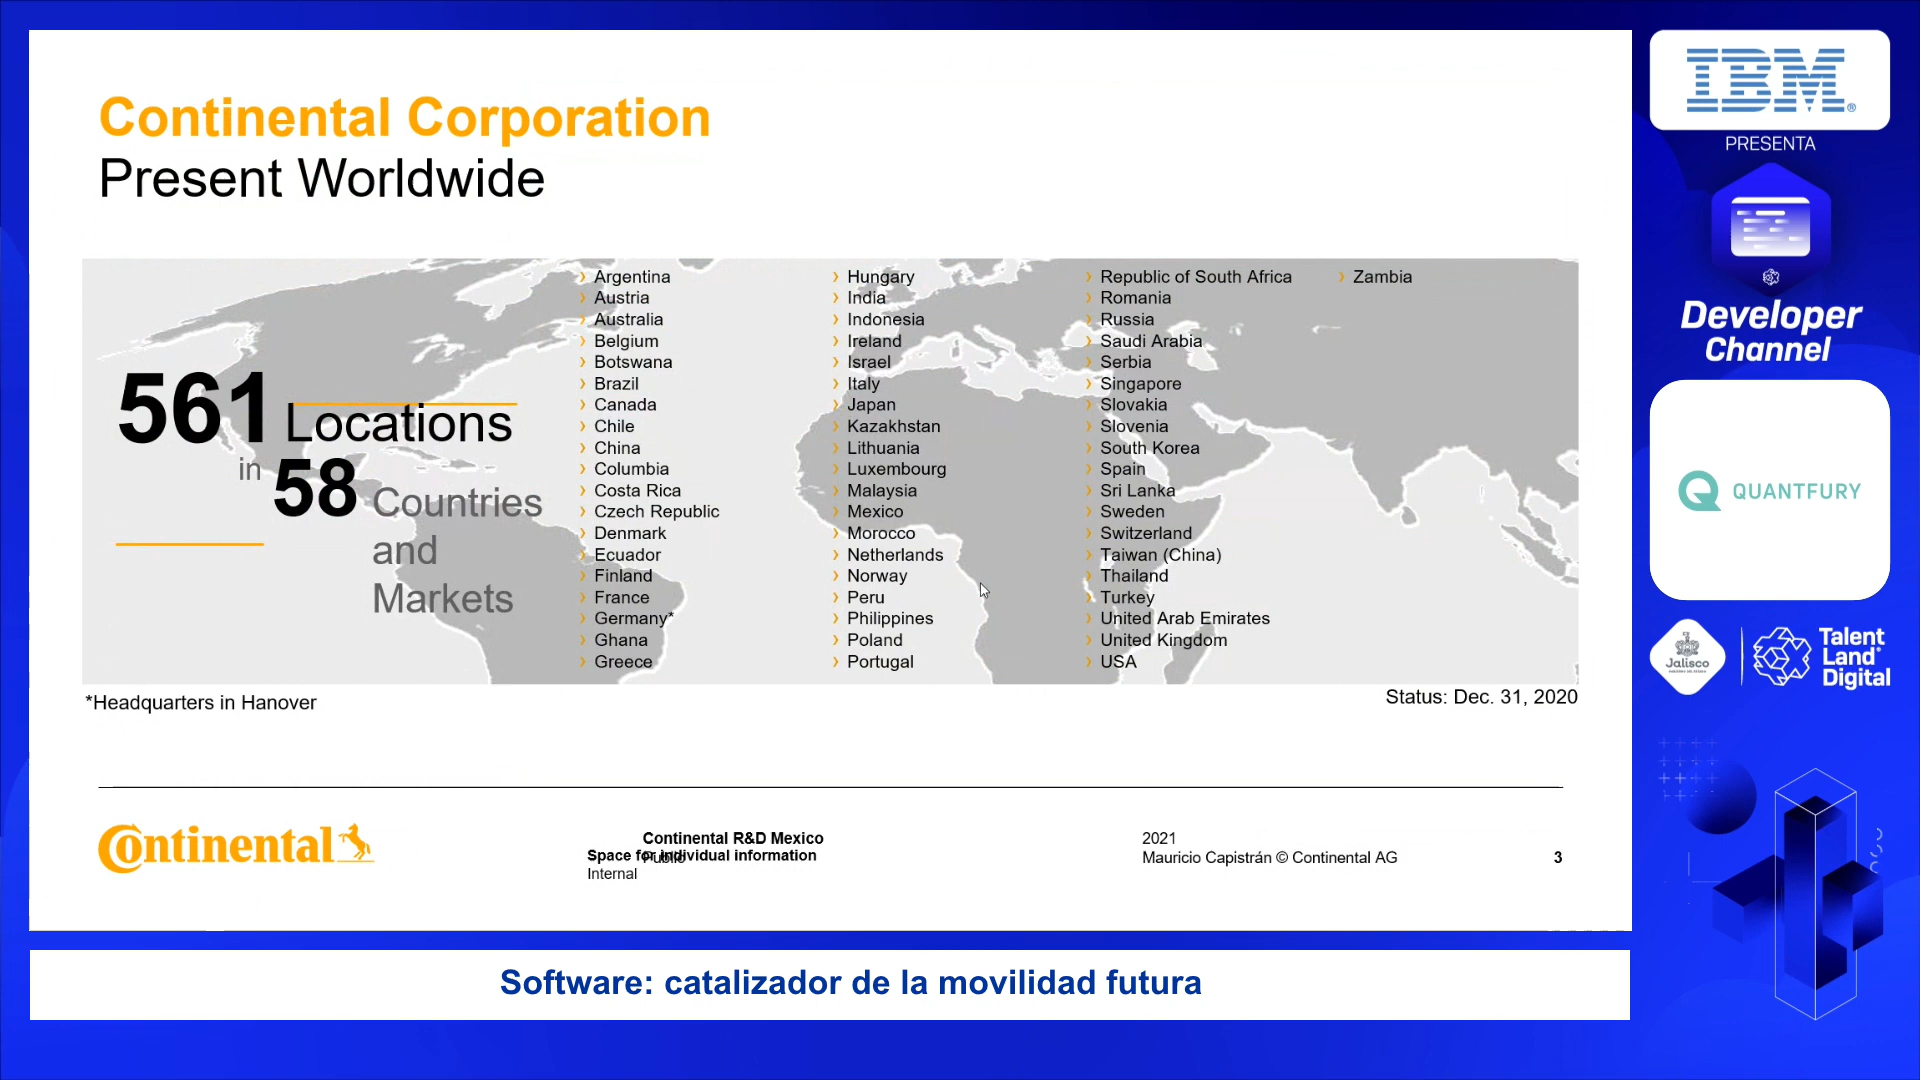 Continental Corporation
Present Worldwide
561 Locations
in 58 Countries
and
Markets
Argentina
Austria
Australia
Belgium
Botswana
Brazil
Canada
Chile
China
Columbia
Costa Rica
Czech Republic
Denmark
Ecuador
Finland
France
Germany*
Ghana
Greece
Hungary
India
Indonesia
Ireland
Israel
Italy
Japan
Kazakhstan
Lithuania
Luxembourg
Malaysia
Mexico
Morocco
Netherlands
Norway
Peru
Philippines
Poland
Portugal
Republic of South Africa
Romania
Russia
Saudi Arabia
Serbia
Singapore
Slovakia
Slovenia
South Korea
Spain
Sri Lanka
Sweden
Switzerland
Taiwan (China)
Thailand
Turkey
United Arab Emirates
United Kingdom
USA
Zambia
*Headquarters in Hanover
Status: Dec. 31, 2020
Continental
Continental R&D Mexico
Public
Space for individual information
Internal
2021
Mauricio Capistrán © Continental AG
3
Software: catalizador de la movilidad futura
IBM®
PRESENTA
Developer
Channel
QUANTFURY
Jalisco
Talent
Land
Digital